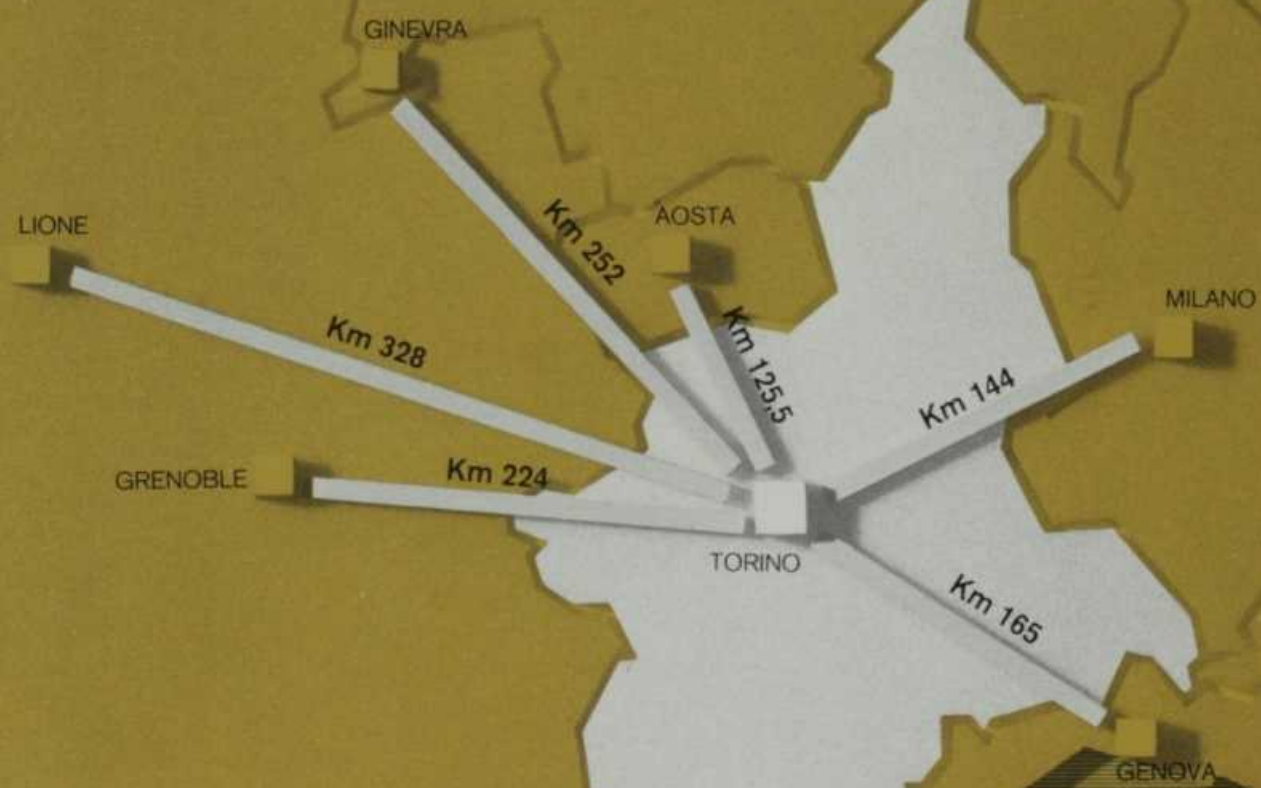 GINEVRA
LIONE
Km 252
AOSTA
MILANO
Km 328
Km 125,5
Km 144
GRENOBLE
Km 224
TORINO
Km 165
GENOVA